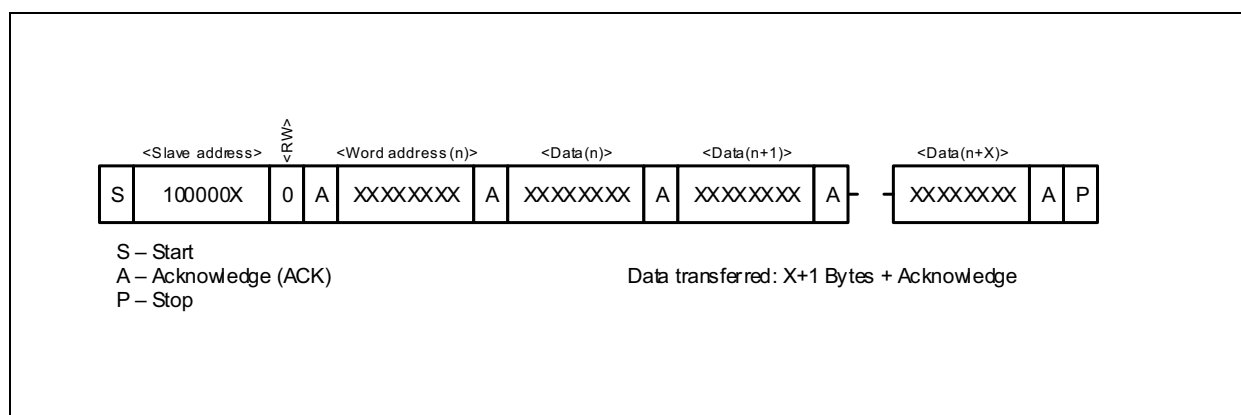 <Slave address> <RW> <Word address (n)> <Data(n)> <Data(n+1)> <Data(n+X)>
S 100000X 0 A XXXXXXXX A XXXXXXXX A XXXXXXXX A XXXXXXXX A P
S – Start
A – Acknowledge (ACK) Data transferred: X+1 Bytes + Acknowledge
P – Stop